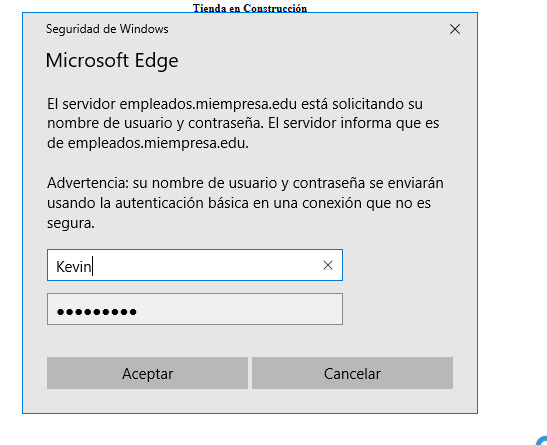 Tienda en Construcción
Seguridad de Windows
Microsoft Edge
El servidor empleados.miempresa.edu está solicitando su
nombre de usuario y contraseña. El servidor informa que es
de empleados.miempresa.edu.
Advertencia: su nombre de usuario y contraseña se enviarán
usando la autenticación básica en una conexión que no es
segura.
Kevin
•••••••••
Aceptar Cancelar